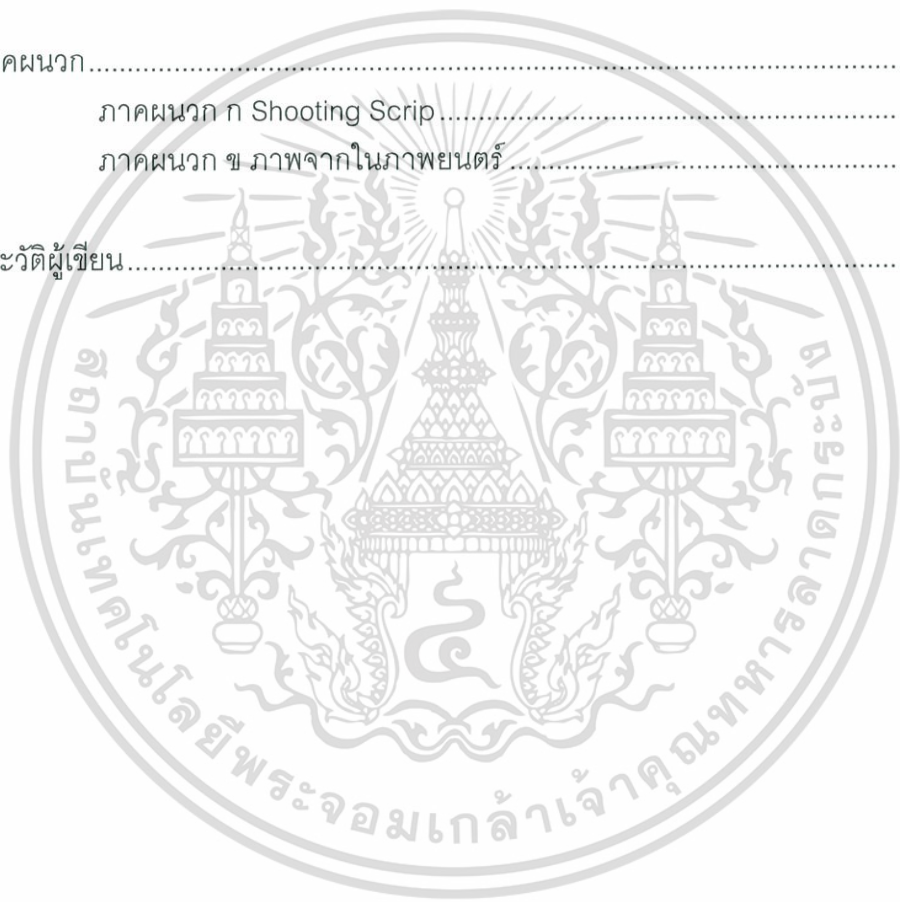 คผนวก
ภาคผนวก ก Shooting Scrip
ภาคผนวก ข ภาพจากในภาพยนตร์
ะวัติผู้เขียน
สถาบันเทคโนโลยีพระจอมเกล้าเจ้าคุณทหารลาดกระบัง
๔